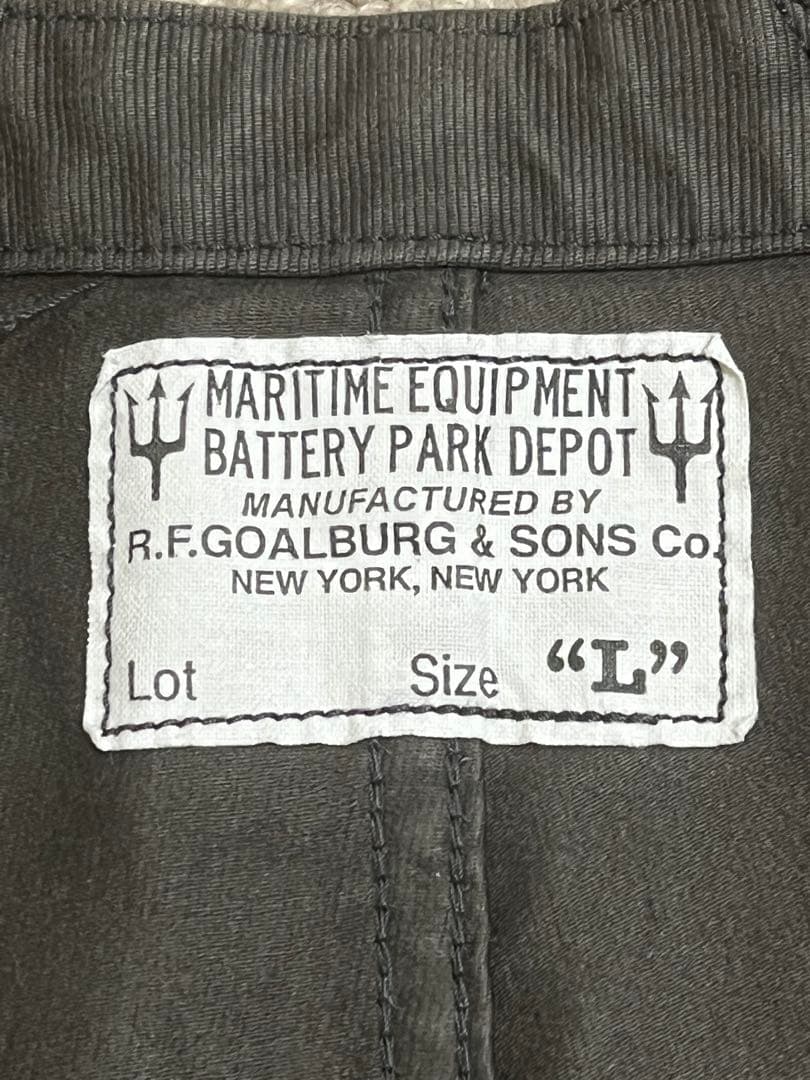 MARITIME EQUIPMENT
BATTERY PARK DEPOT
MANUFACTURED BY
R.F.GOALBURG & SONS Co.
NEW YORK, NEW YORK
Lot Size “L”